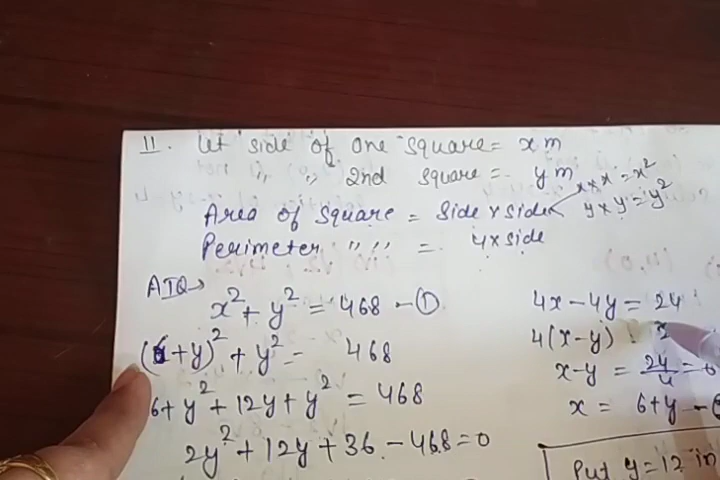 11. Let side of one square = x m
" " 2nd square = y m
Area of square = Side x side x × x = x²
y × y = y²
Perimeter " " = 4 x side
ATQ→
x² + y² = 468 - ①
(6+y)² + y² = 468
6 + y² + 12y + y² = 468
2y² + 12y + 36 - 468 = 0
4x - 4y = 24
4(x - y) = 2
x - y = 24/4 = 6
x = 6 + y -
Put y = 12 in